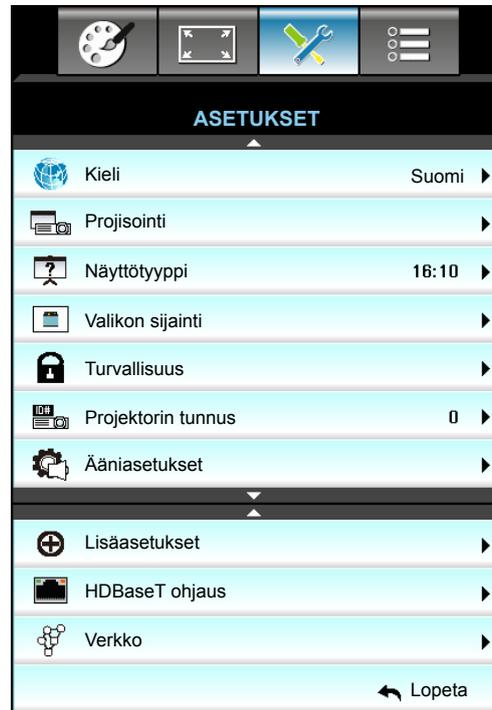 ASETUKSET
Kieli Suomi
Projisointi
? Näyttötyyppi 16:10
Valikon sijainti
Turvallisuus
ID# Projektorin tunnus 0
Ääniasetukset
Lisäasetukset
HDBaseT ohjaus
Verkko
Lopeta